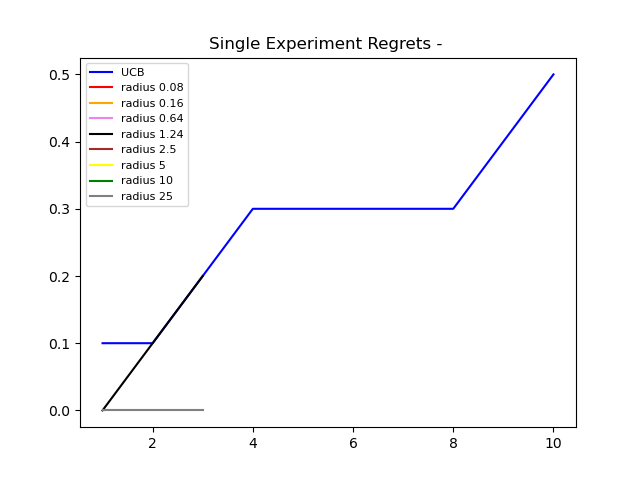 Single Experiment Regrets -
UCB
radius 0.08
radius 0.16
radius 0.64
radius 1.24
radius 2.5
radius 5
radius 10
radius 25
0.5
0.4
0.3
0.2
0.1
0.0
2 4 6 8 10